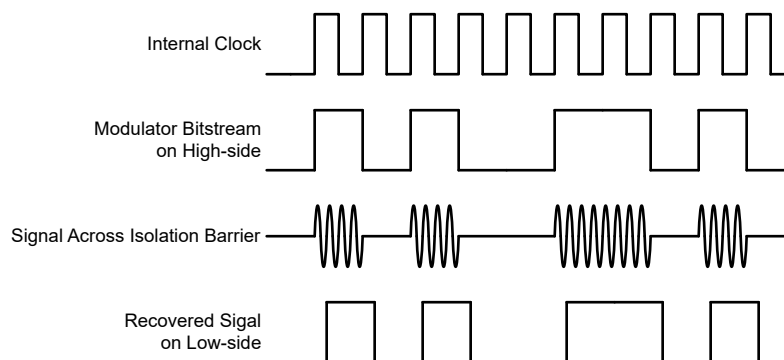 Internal Clock
Modulator Bitstream
on High-side
Signal Across Isolation Barrier
Recovered Sigal
on Low-side